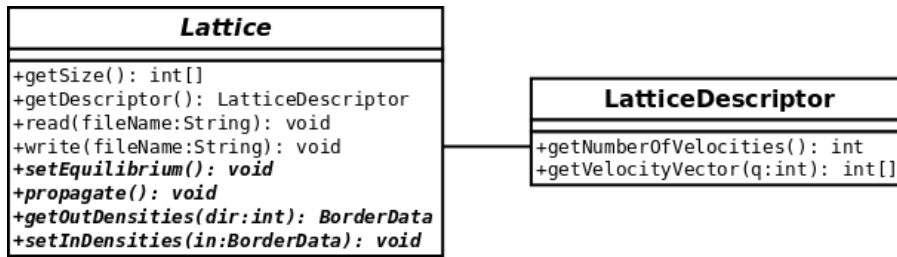 Lattice
+getSize(): int[]
+getDescriptor(): LatticeDescriptor
+read(fileName:String): void
+write(fileName:String): void
+setEquilibrium(): void
+propagate(): void
+getOutDensities(dir:int): BorderData
+setInDensities(in:BorderData): void
LatticeDescriptor
+getNumberOfVelocities(): int
+getVelocityVector(q:int): int[]